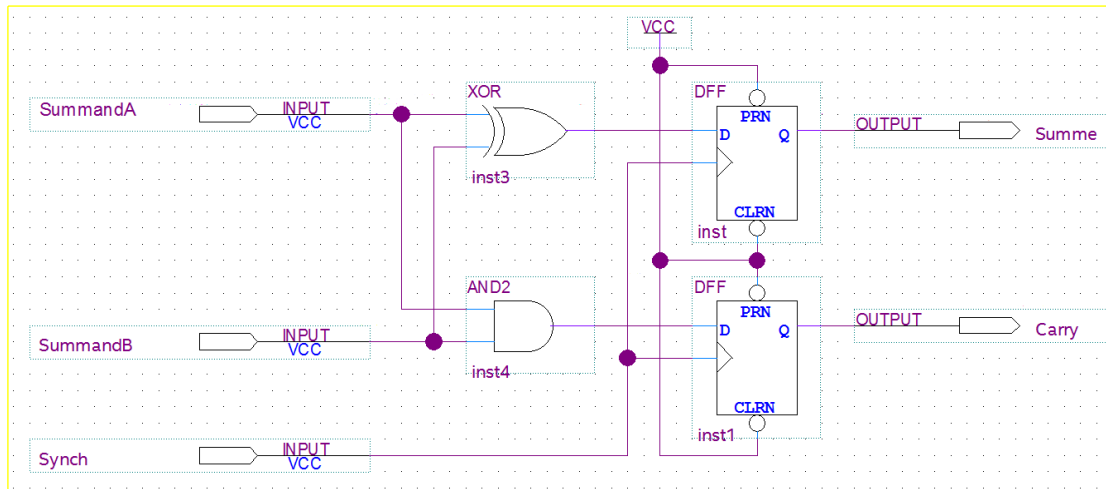 VCC
XOR
DFF
SummandA
INPUT
VCC
PRN
D
Q
OUTPUT
Summe
inst3
CLRN
inst
AND2
DFF
PRN
D
Q
OUTPUT
Carry
SummandB
INPUT
VCC
inst4
CLRN
inst1
Synch
INPUT
VCC